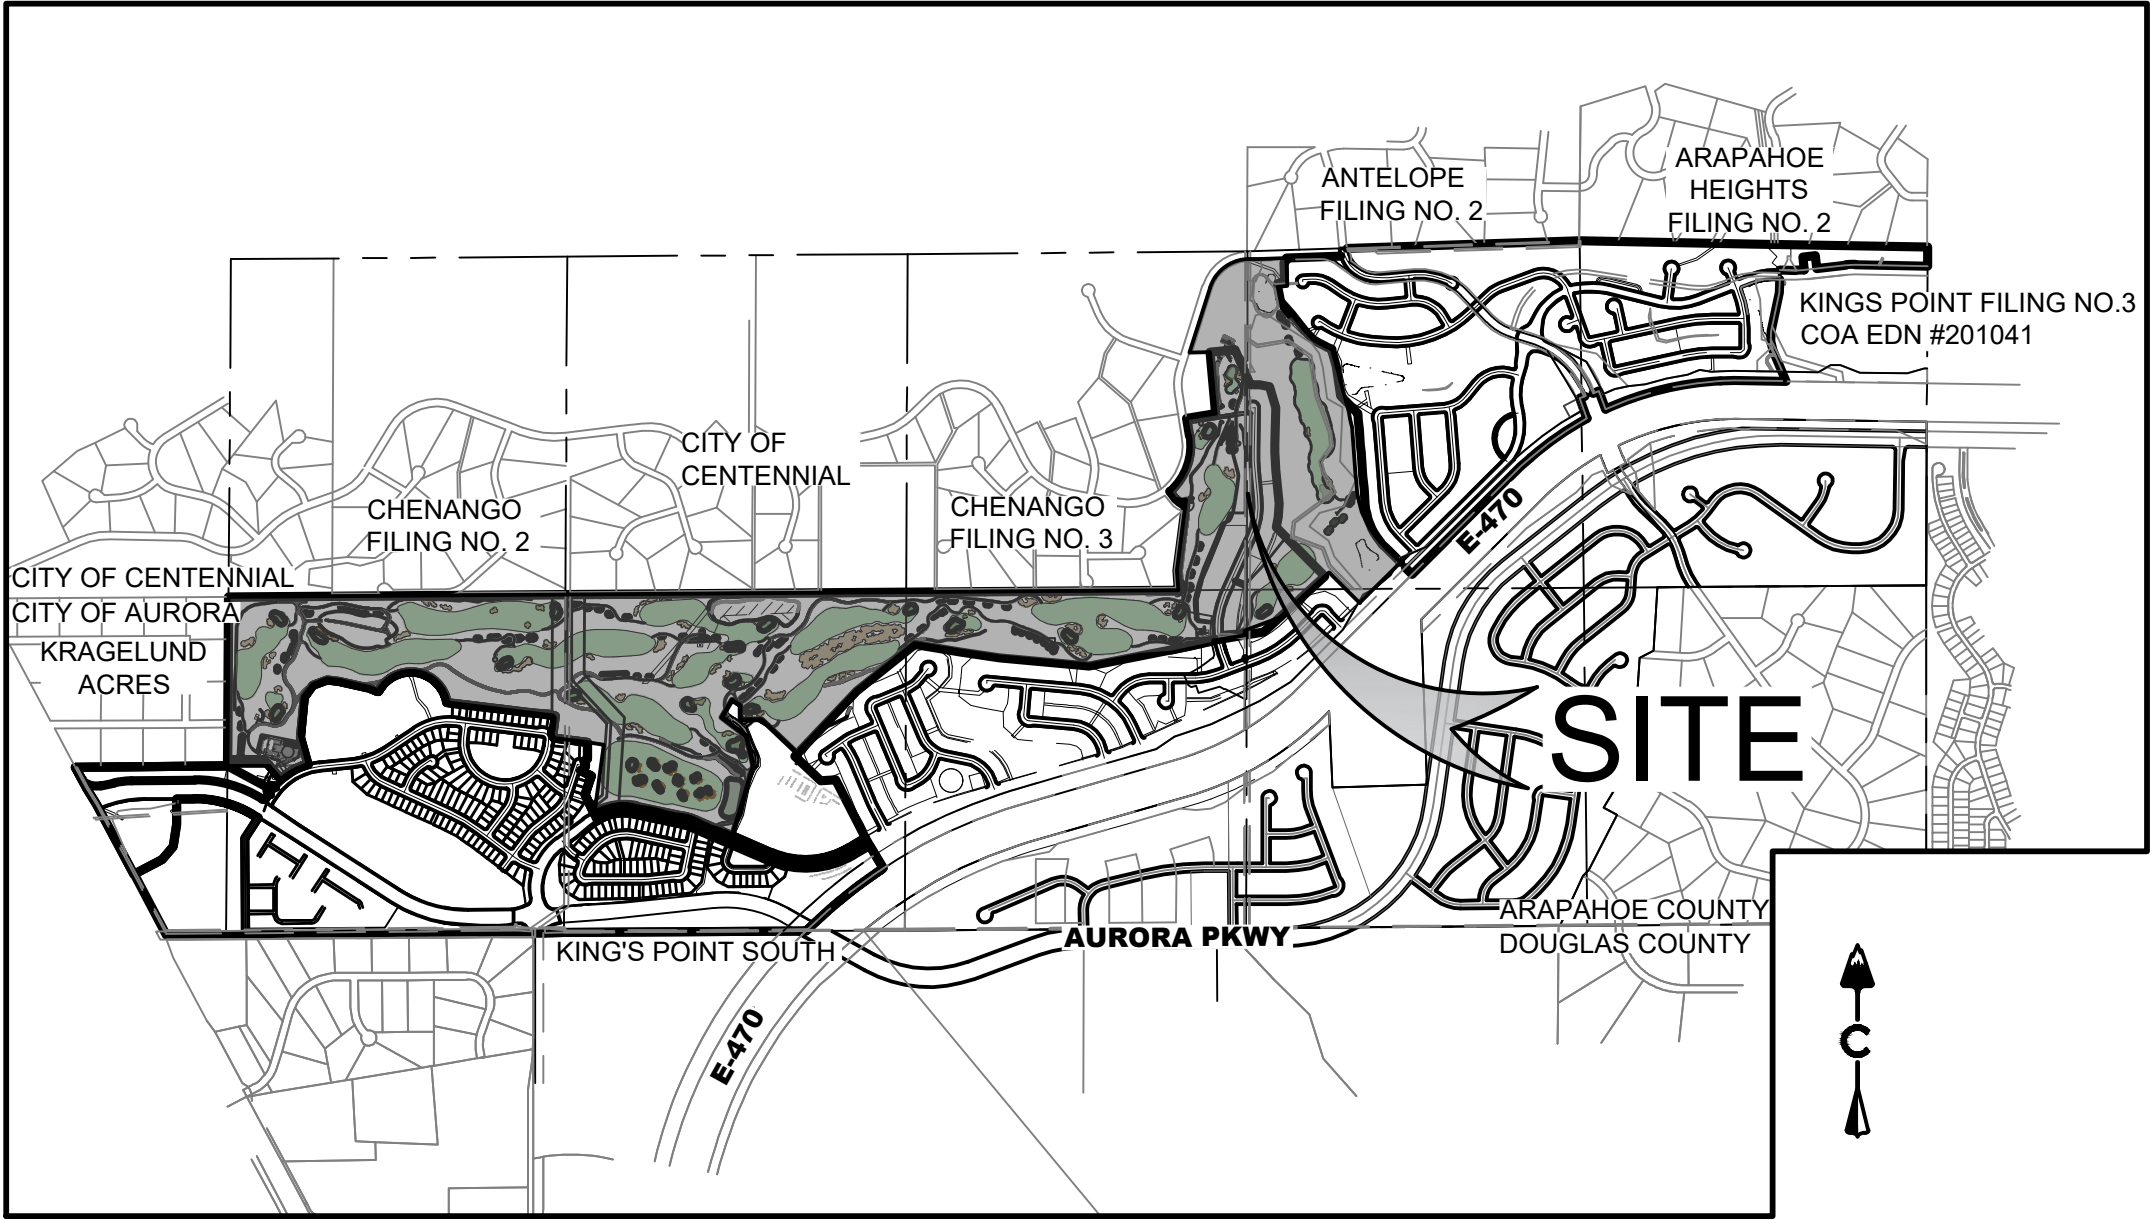 ARAPAHOE
HEIGHTS
FILING NO. 2
ANTELOPE
FILING NO. 2
KINGS POINT FILING NO.3
COA EDN #201041
CITY OF
CENTENNIAL
CHENANGO
FILING NO. 2
CHENANGO
FILING NO. 3
E-470
CITY OF CENTENNIAL
CITY OF AURORA
KRAGELUND
ACRES
SITE
ARAPAHOE COUNTY
DOUGLAS COUNTY
AURORA PKWY
KING'S POINT SOUTH
E-470
C